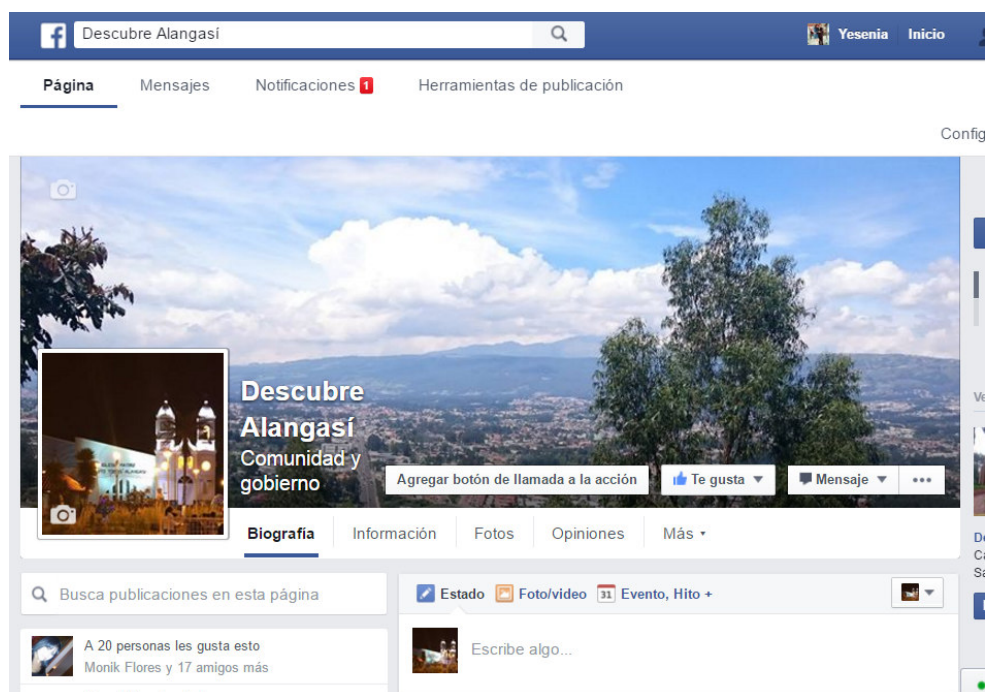 Descubre Alangasí
Yesenia Inicio
Página Mensajes Notificaciones 1 Herramientas de publicación
Config
Descubre
Alangasí
Comunidad y
gobierno
Agregar botón de llamada a la acción Te gusta Mensaje
Biografía Información Fotos Opiniones Más
Busca publicaciones en esta página
Estado Foto/video 31 Evento, Hito +
A 20 personas les gusta esto
Monik Flores y 17 amigos más
Escribe algo...